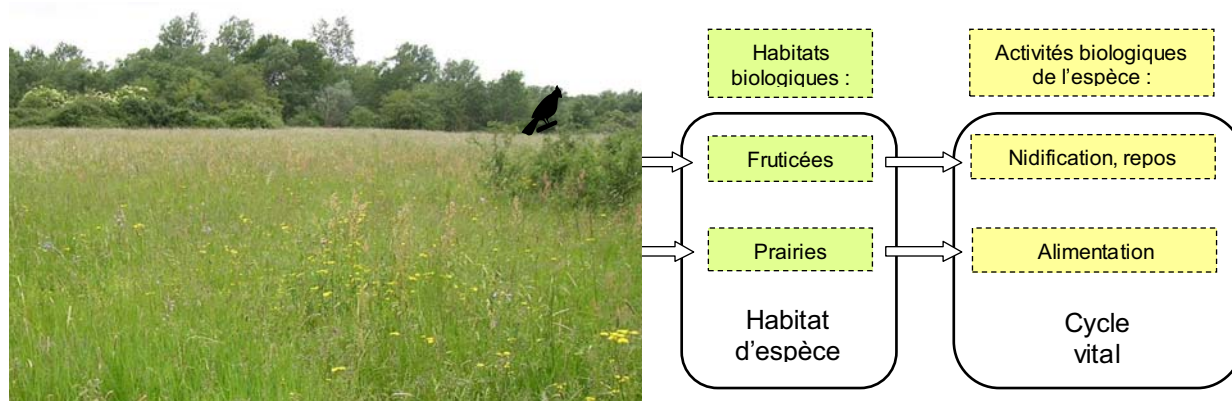 Habitats
biologiques :
Activités biologiques
de l'espèce :
Fruticées
Nidification, repos
Prairies
Alimentation
Habitat
d'espèce
Cycle
vital